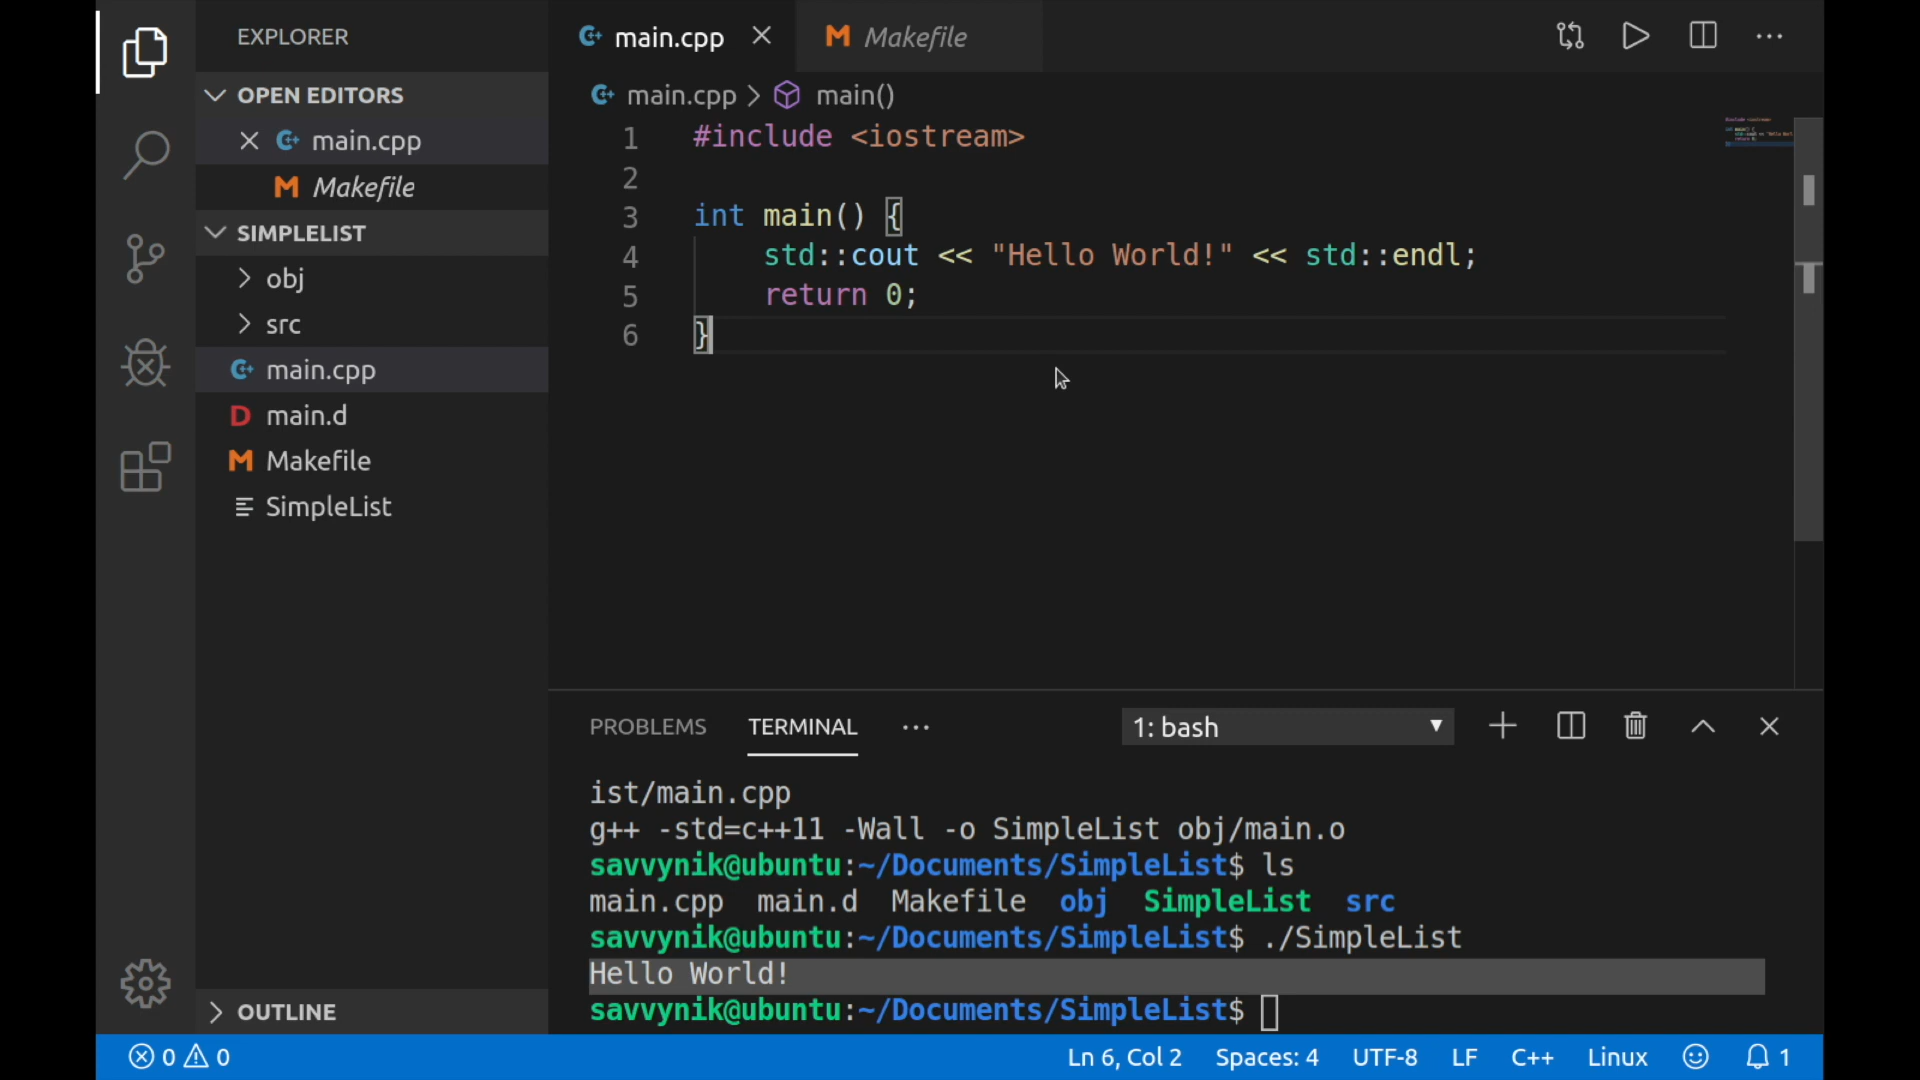 EXPLORER
OPEN EDITORS
main.cpp
Makefile
SIMPLELIST
obj
src
main.cpp
main.d
Makefile
SimpleList
OUTLINE
main.cpp
Makefile
main.cpp > main()
1 #include <iostream>
2
3 int main() {
4 std::cout << "Hello World!" << std::endl;
5 return 0;
6 }
PROBLEMS TERMINAL ··· 1: bash
ist/main.cpp
g++ -std=c++11 -Wall -o SimpleList obj/main.o
savvynik@ubuntu:~/Documents/SimpleList$ ls
main.cpp main.d Makefile obj SimpleList src
savvynik@ubuntu:~/Documents/SimpleList$ ./SimpleList
Hello World!
savvynik@ubuntu:~/Documents/SimpleList$
0 0 Ln 6, Col 2 Spaces: 4 UTF-8 LF C++ Linux 1